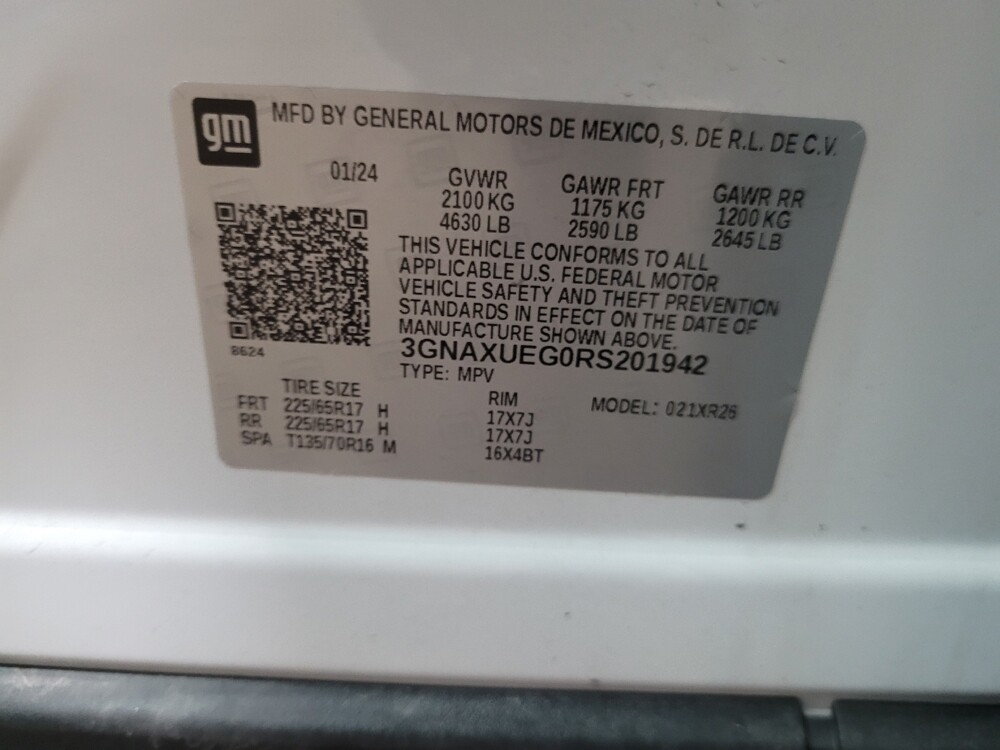 gm MFD BY GENERAL MOTORS DE MEXICO, S. DE R.L. DE C.V.
01/24 GVWR GAWR FRT GAWR RR
2100 KG 1175 KG 1200 KG
4630 LB 2590 LB 2645 LB
THIS VEHICLE CONFORMS TO ALL
APPLICABLE U.S. FEDERAL MOTOR
VEHICLE SAFETY AND THEFT PREVENTION
STANDARDS IN EFFECT ON THE DATE OF
MANUFACTURE SHOWN ABOVE.
8624
3GNAXUEG0RS201942
TYPE: MPV
TIRE SIZE RIM MODEL: 021XR26
FRT 225/65R17 H 17X7J
RR 225/65R17 H 17X7J
SPA T135/70R16 M 16X4BT